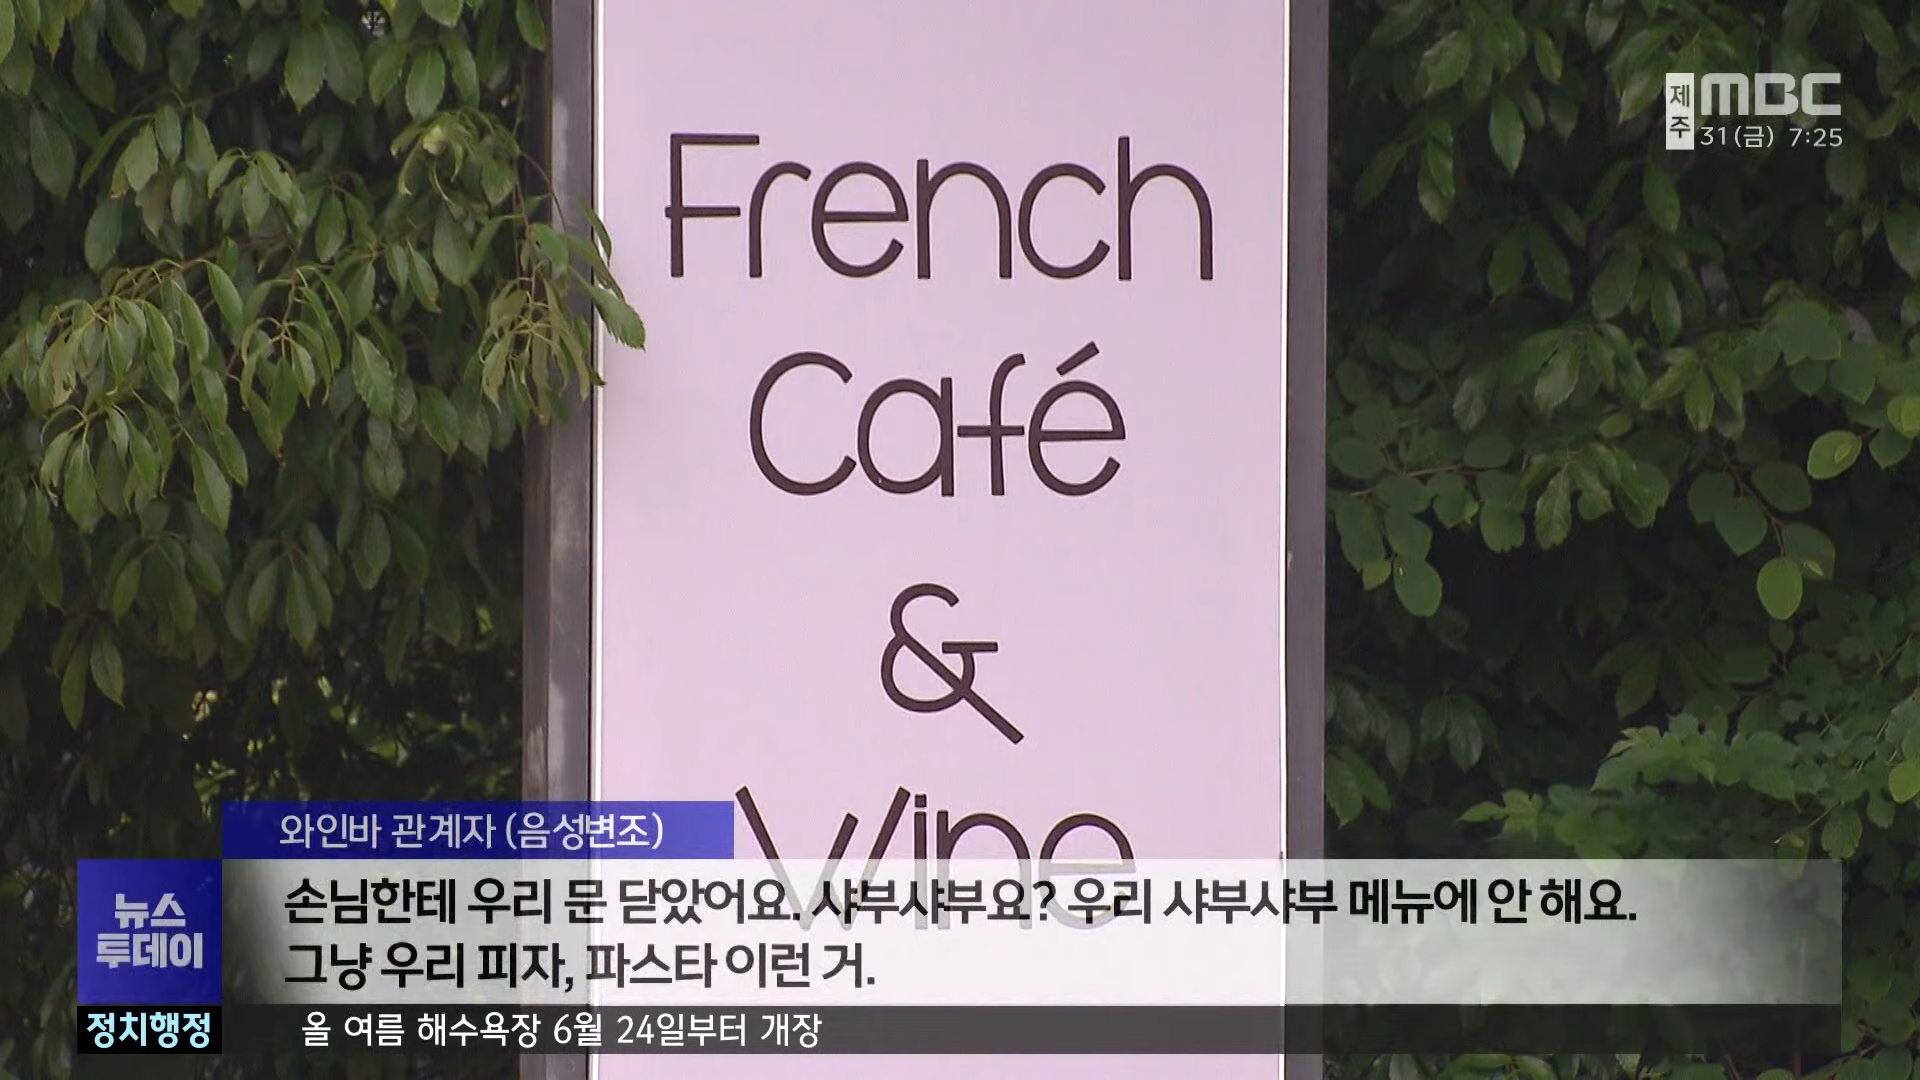 French
Café
&
Wine
제주 MBC
31(금) 7:25
와인바 관계자 (음성변조)
뉴스
투데이
손님한테 우리 문 닫았어요. 샤부샤부요? 우리 샤부샤부 메뉴에 안 해요.
그냥 우리 피자, 파스타 이런 거.
정치행정
올 여름 해수욕장 6월 24일부터 개장